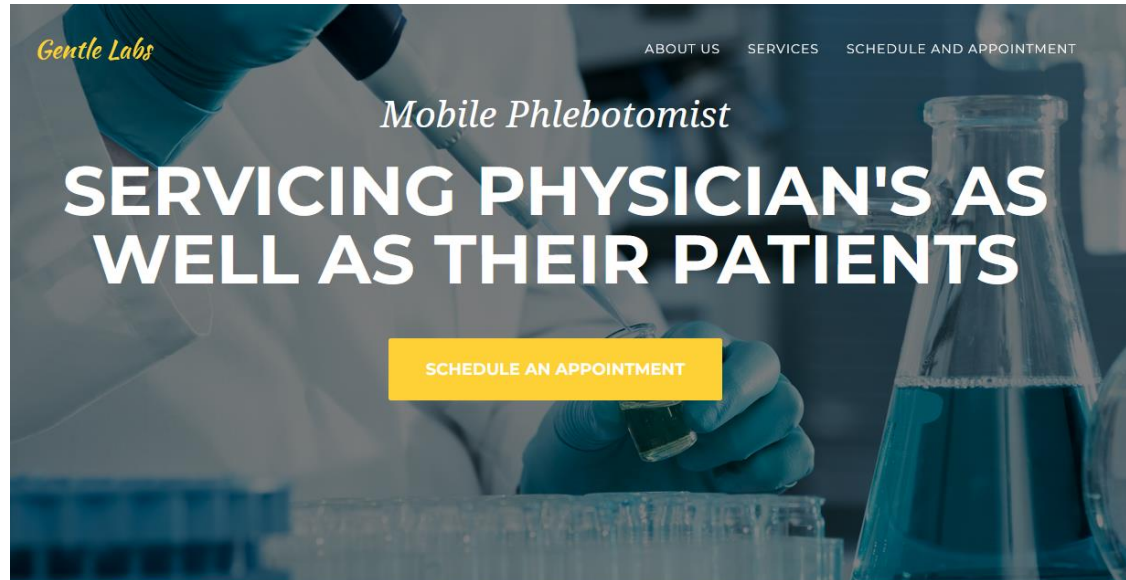 Gentle Labs
ABOUT US SERVICES SCHEDULE AND APPOINTMENT
Mobile Phlebotomist
SERVICING PHYSICIAN'S AS
WELL AS THEIR PATIENTS
SCHEDULE AN APPOINTMENT